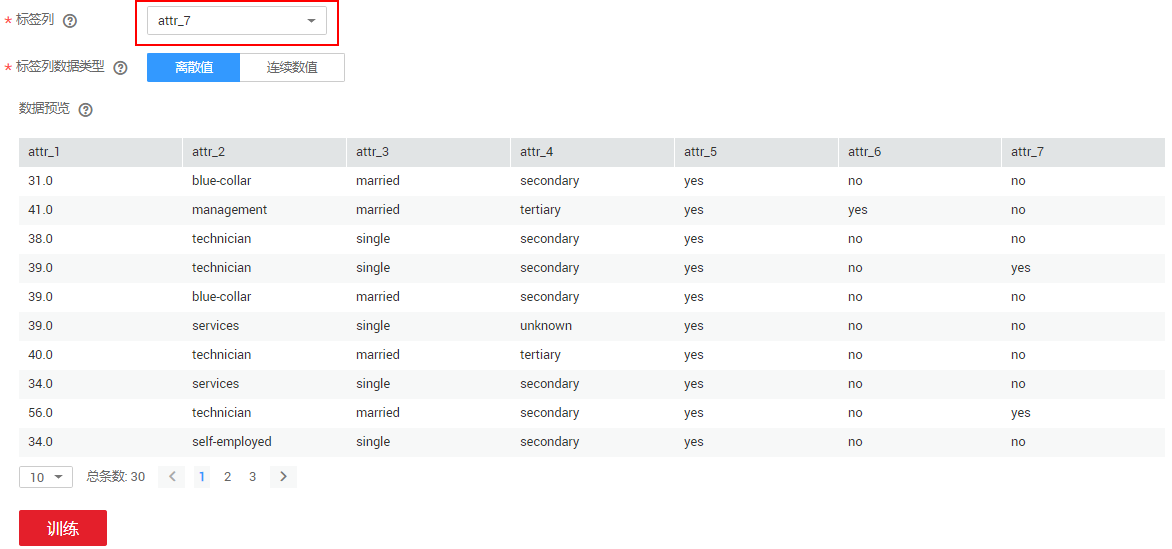 * 标签列 ? attr_7
* 标签列数据类型 ? 离散值 连续数值
数据预览 ?
attr_1 attr_2 attr_3 attr_4 attr_5 attr_6 attr_7
31.0 blue-collar married secondary yes no no
41.0 management married tertiary yes yes no
38.0 technician single secondary yes no no
39.0 technician single secondary yes no yes
39.0 blue-collar married secondary yes no no
39.0 services single unknown yes no no
40.0 technician married tertiary yes no no
34.0 services single secondary yes no no
56.0 technician married secondary yes no yes
34.0 self-employed single secondary yes no no
10 总条数: 30 < 1 2 3 >
训练